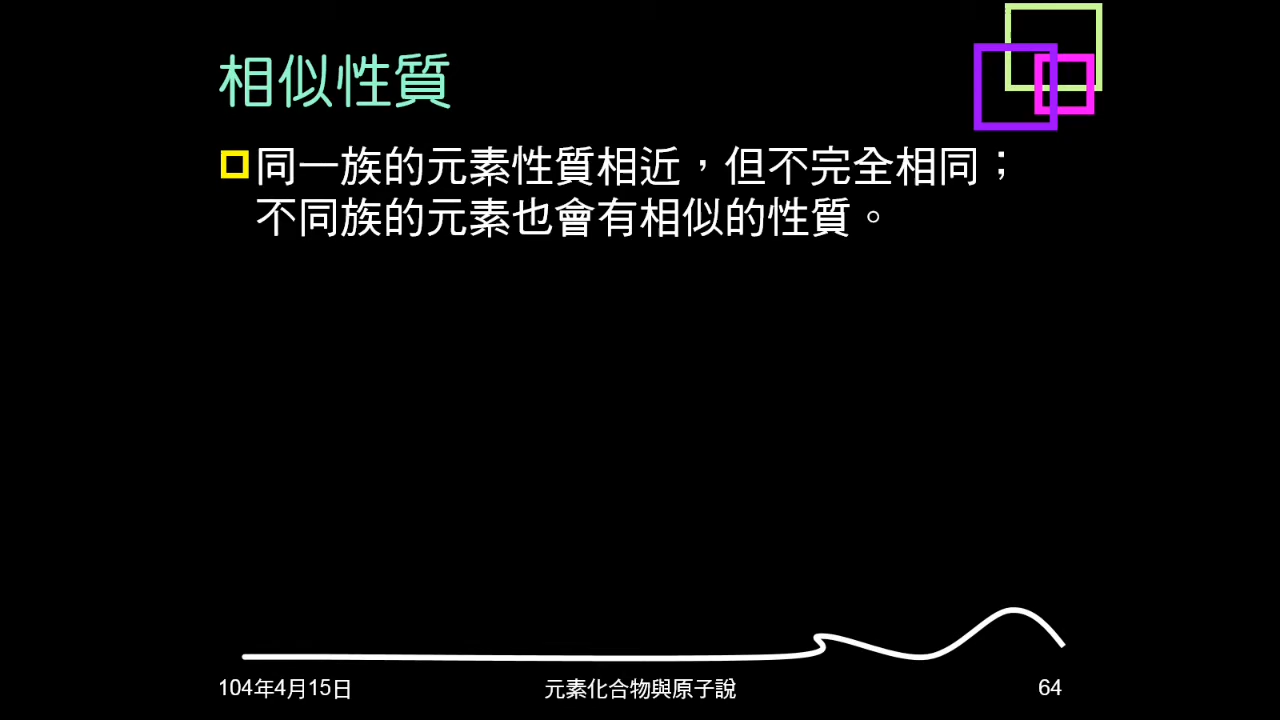 相似性質
同一族的元素性質相近，但不完全相同；
不同族的元素也會有相似的性質。
104年4月15日
元素化合物與原子說
64